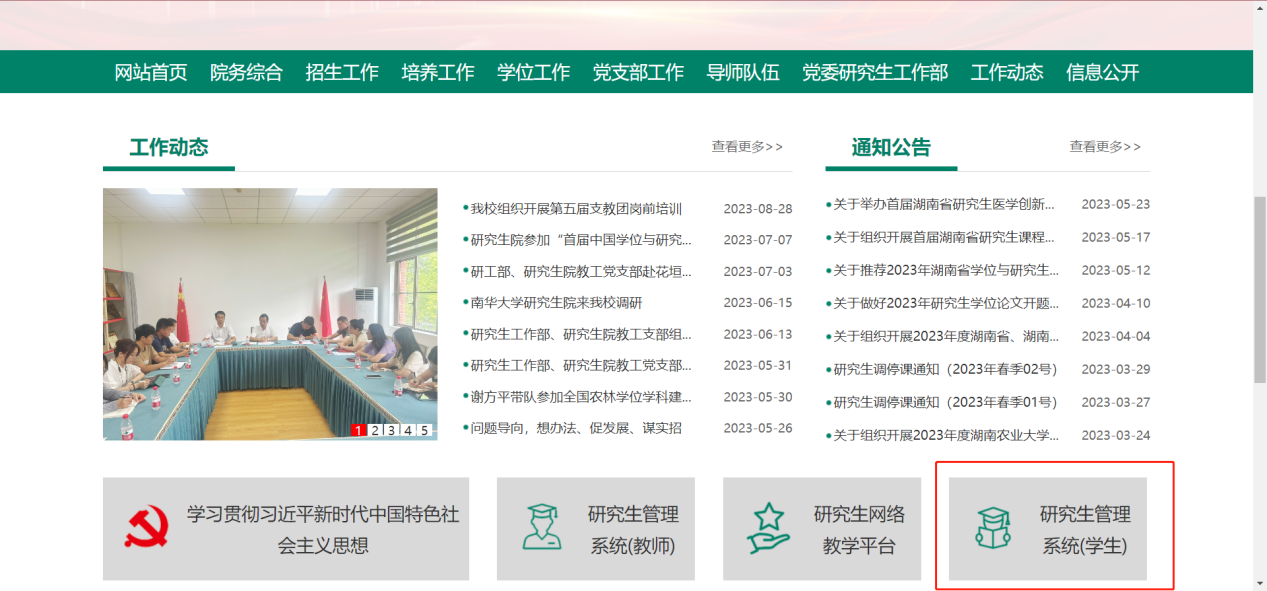 网站首页 院务综合 招生工作 培养工作 学位工作 党支部工作 导师队伍 党委研究生工作部 工作动态 信息公开
工作动态 查看更多>>
我校组织开展第五届支教团岗前培训 2023-08-28
研究生院参加“首届中国学位与研究... 2023-07-07
研工部、研究生院教工党支部赴花垣... 2023-07-03
南华大学研究生院来我校调研 2023-06-15
研究生工作部、研究生院教工支部组... 2023-06-13
研究生工作部、研究生院教工党支部... 2023-05-31
谢方平带队参加全国农林学位学科建... 2023-05-30
问题导向，想办法、促发展、谋实招 2023-05-26
1 2 3 4 5
通知公告 查看更多>>
关于举办首届湖南省研究生医学创新... 2023-05-23
关于组织开展首届湖南省研究生课程... 2023-05-17
关于推荐2023年湖南省学位与研究生... 2023-05-12
关于做好2023年研究生学位论文开题... 2023-04-10
关于组织开展2023年度湖南省、湖南... 2023-04-04
研究生调停课通知（2023年春季02号） 2023-03-29
研究生调停课通知（2023年春季01号） 2023-03-27
关于组织开展2023年度湖南农业大学... 2023-03-24
学习贯彻习近平新时代中国特色社
会主义思想
研究生管理
系统(教师)
研究生网络
教学平台
研究生管理
系统(学生)